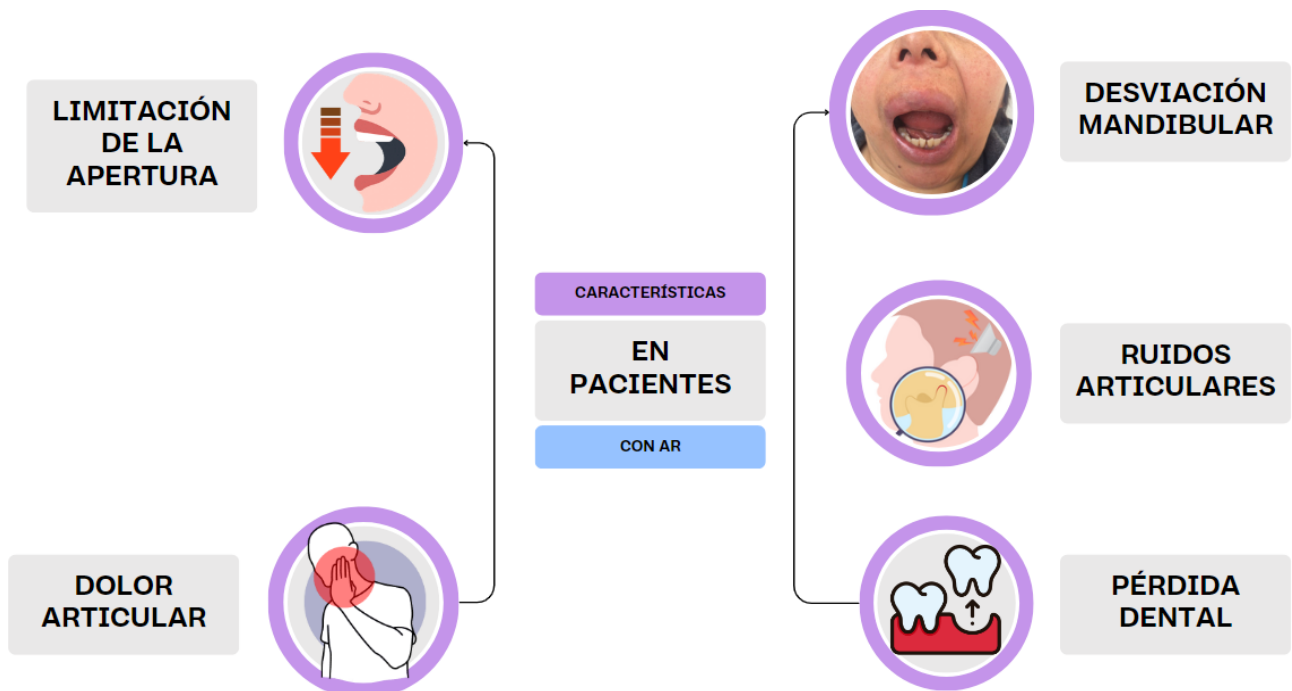 LIMITACIÓN
DE LA
APERTURA
DOLOR
ARTICULAR
CARACTERÍSTICAS
EN
PACIENTES
CON AR
DESVIACIÓN
MANDIBULAR
RUIDOS
ARTICULARES
PÉRDIDA
DENTAL